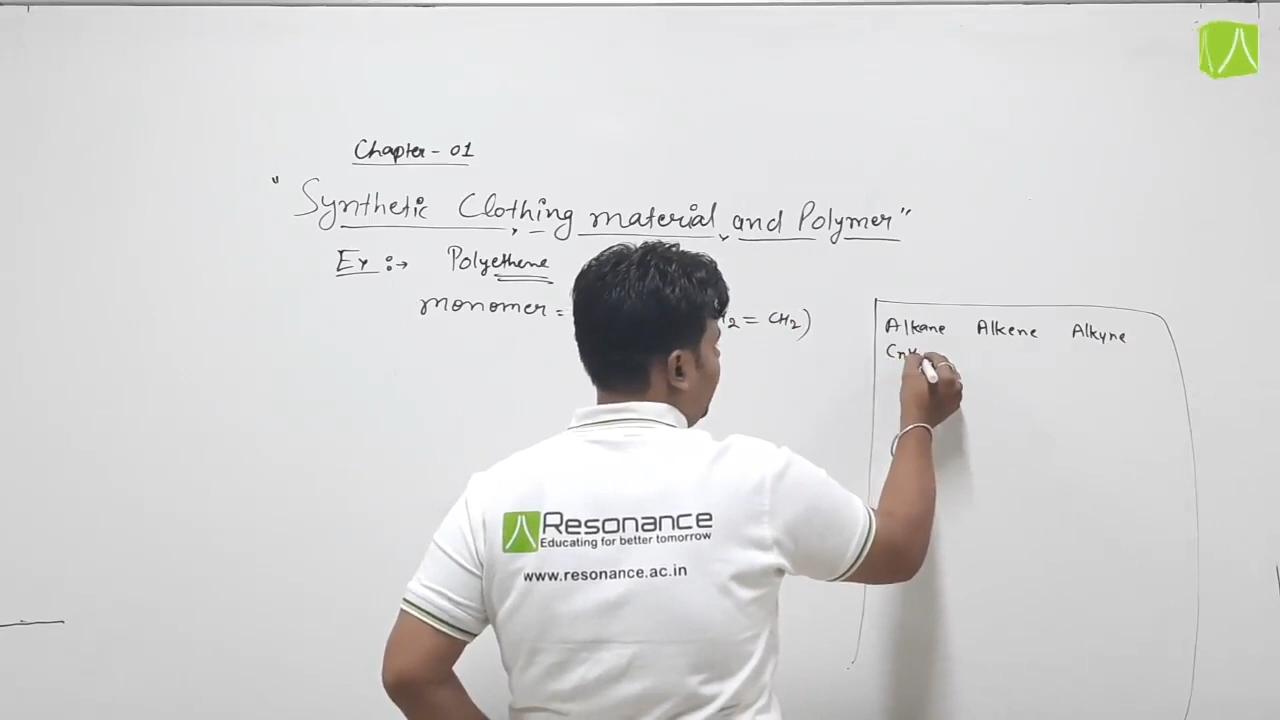 Chapter - 01
"Synthetic Clothing material and Polymer"
Ex :→ Polyethene
monomer = = CH2)
Alkane Alkene Alkyne
Resonance
Educating for better tomorrow
www.resonance.ac.in